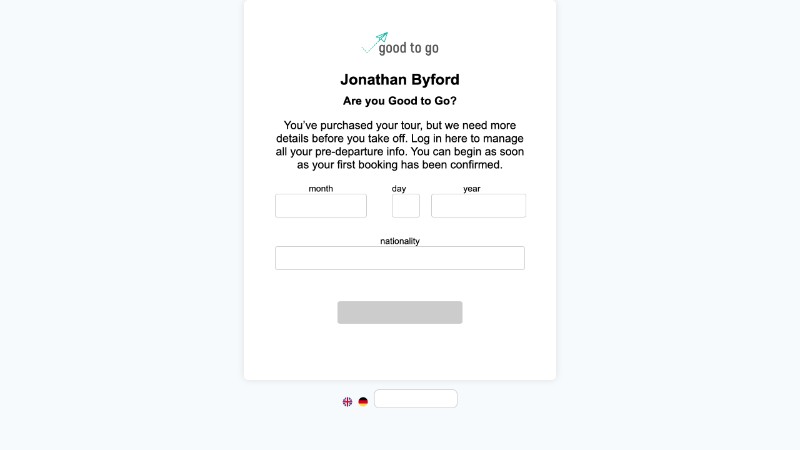 good to go
Jonathan Byford
Are you Good to Go?
You've purchased your tour, but we need more
details before you take off. Log in here to manage
all your pre-departure info. You can begin as soon
as your first booking has been confirmed.
month day year
nationality